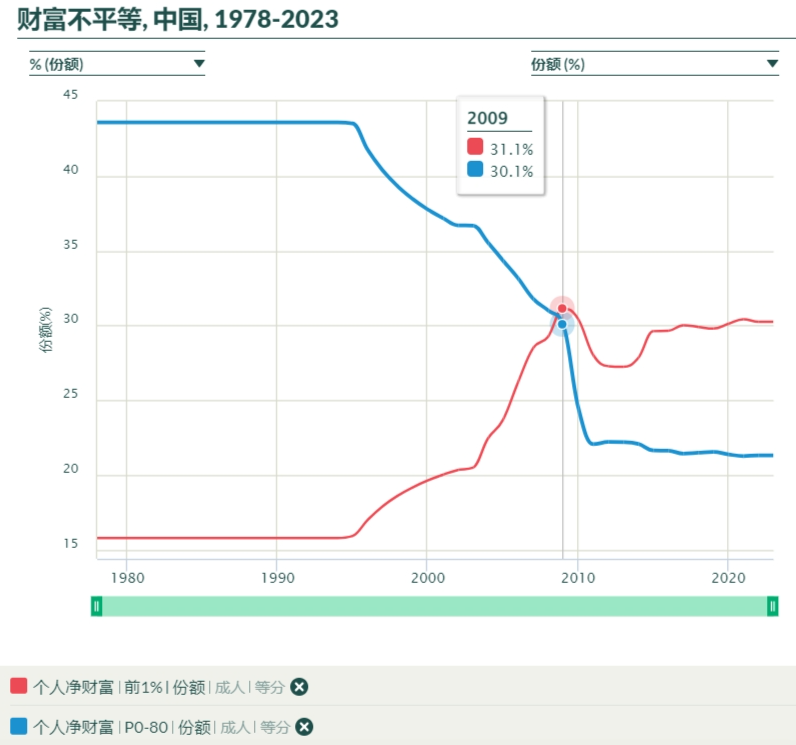 财富不平等, 中国, 1978-2023
% (份额)
份额 (%)
45
40
35
30
25
20
15
份额(%)
2009
31.1%
30.1%
1980
1990
2000
2010
2020
个人净财富 | 前1% | 份额 | 成人 | 等分
个人净财富 | P0-80 | 份额 | 成人 | 等分